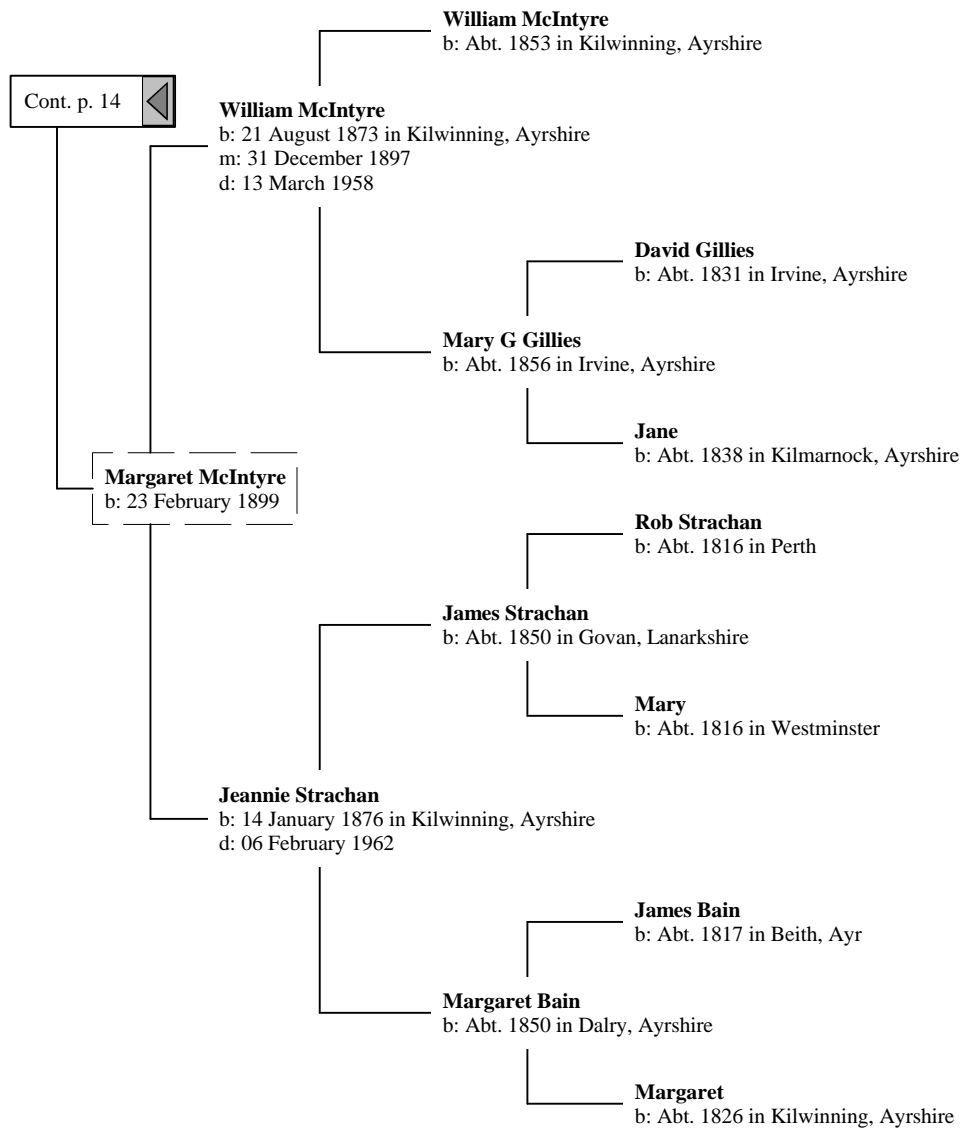 William McIntyre
b: Abt. 1853 in Kilwinning, Ayrshire
Cont. p. 14
William McIntyre
b: 21 August 1873 in Kilwinning, Ayrshire
m: 31 December 1897
d: 13 March 1958
David Gillies
b: Abt. 1831 in Irvine, Ayrshire
Mary G Gillies
b: Abt. 1856 in Irvine, Ayrshire
Jane
b: Abt. 1838 in Kilmarnock, Ayrshire
Margaret McIntyre
b: 23 February 1899
Rob Strachan
b: Abt. 1816 in Perth
James Strachan
b: Abt. 1850 in Govan, Lanarkshire
Mary
b: Abt. 1816 in Westminster
Jeannie Strachan
b: 14 January 1876 in Kilwinning, Ayrshire
d: 06 February 1962
James Bain
b: Abt. 1817 in Beith, Ayr
Margaret Bain
b: Abt. 1850 in Dalry, Ayrshire
Margaret
b: Abt. 1826 in Kilwinning, Ayrshire